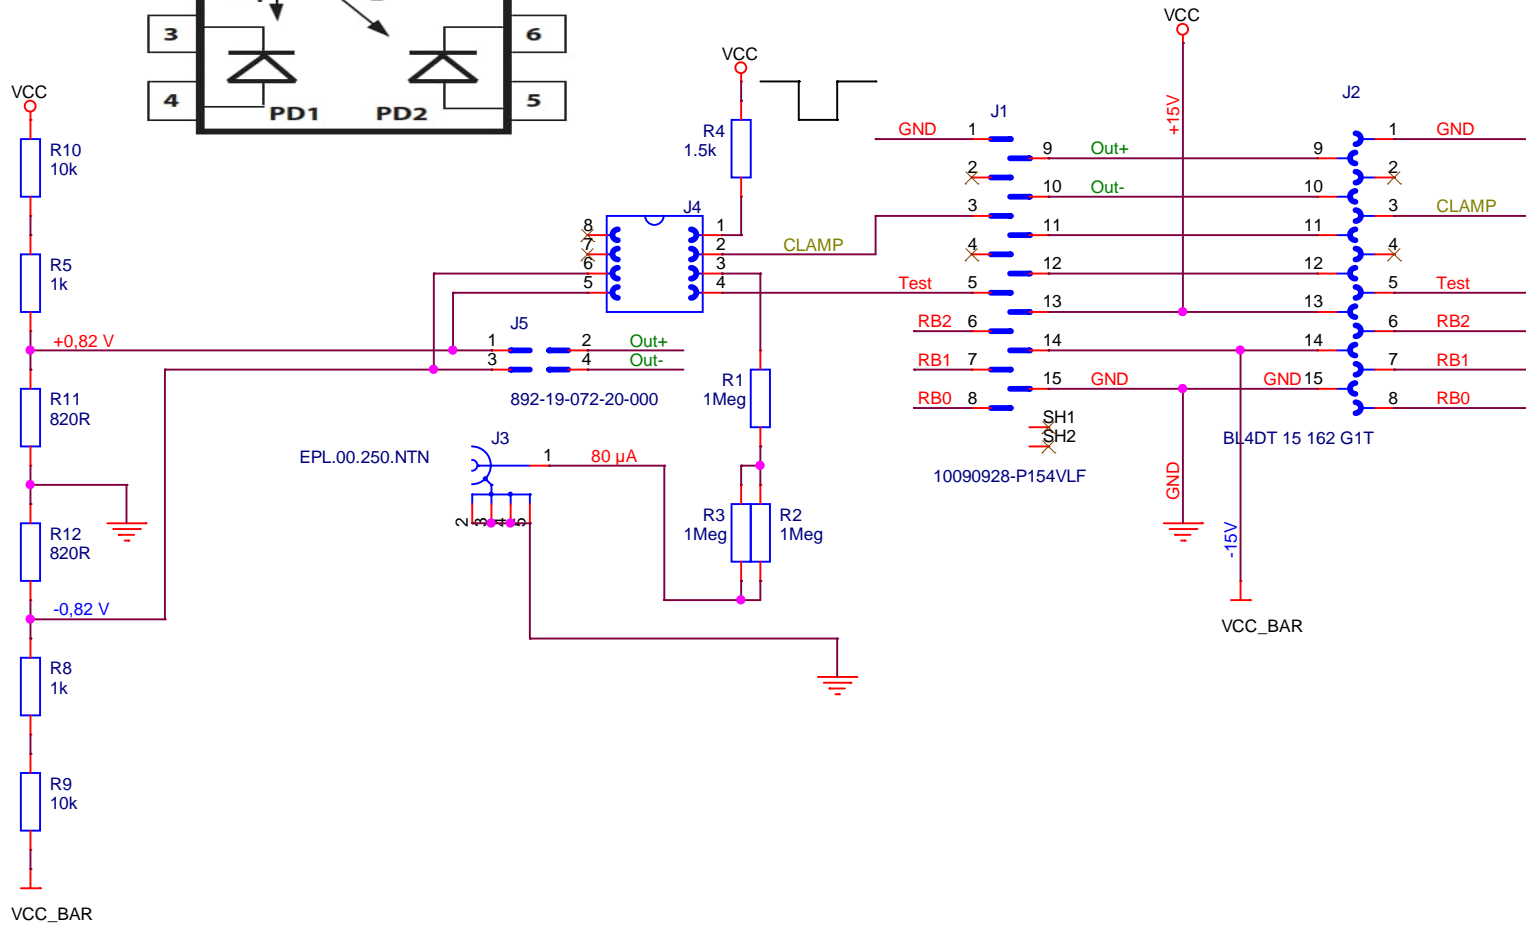 3
6
4
5
PD1
PD2
VCC
R10
10k
R5
1k
+0,82 V
R11
820R
R12
820R
-0,82 V
R8
1k
R9
10k
VCC_BAR
VCC
R4
1.5k
J4
8
7
6
5
1
2
3
4
CLAMP
J5
1
2
Out+
3
4
Out-
892-19-072-20-000
J3
EPL.00.250.NTN
1
80 µA
2
3
4
5
R1
1Meg
R3
1Meg
R2
1Meg
J1
GND
1
2
3
4
Test
5
RB2
6
RB1
7
RB0
8
9
Out+
10
Out-
11
12
13
14
15
GND
SH1
SH2
10090928-P154VLF
VCC
+15V
GND
-15V
VCC_BAR
J2
9
10
11
12
13
14
GND
15
1
GND
2
3
CLAMP
4
5
Test
6
RB2
7
RB1
8
RB0
BL4DT 15 162 G1T